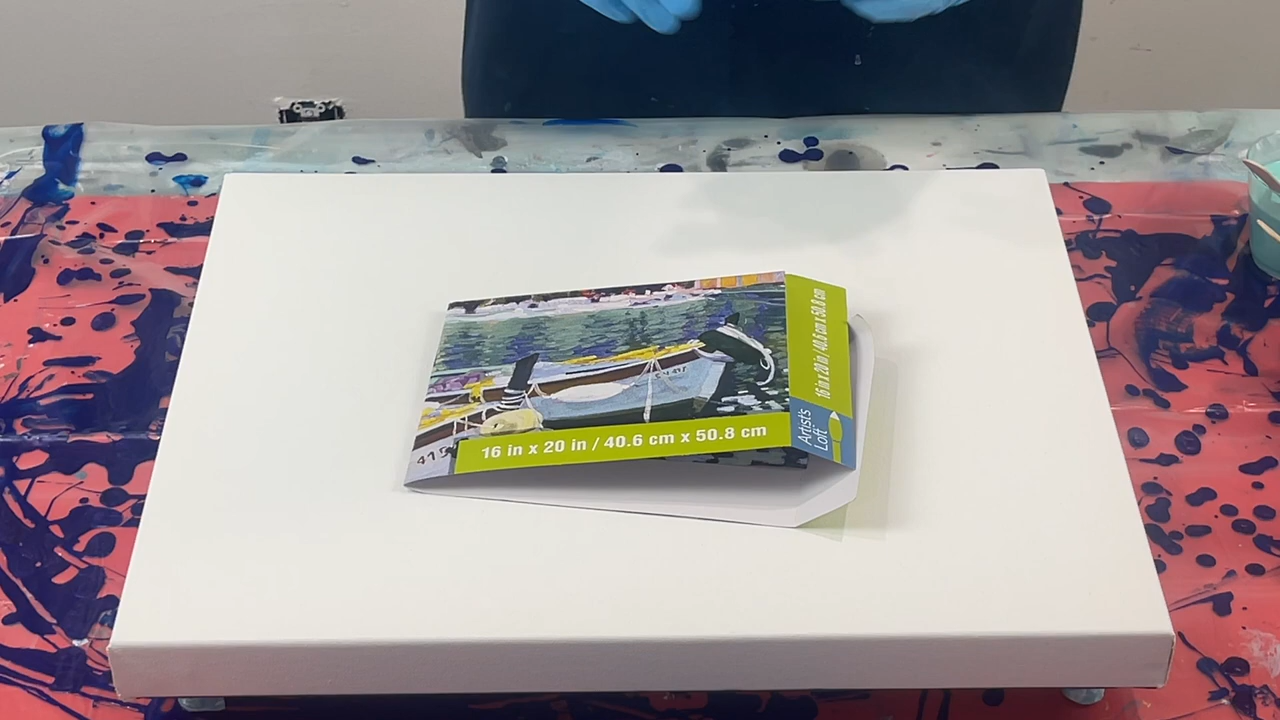 16 in x 20 in / 40.6 cm x 50.8 cm
16 in x 20 in / 40.6 cm x 50.8 cm
Artist's
Loft